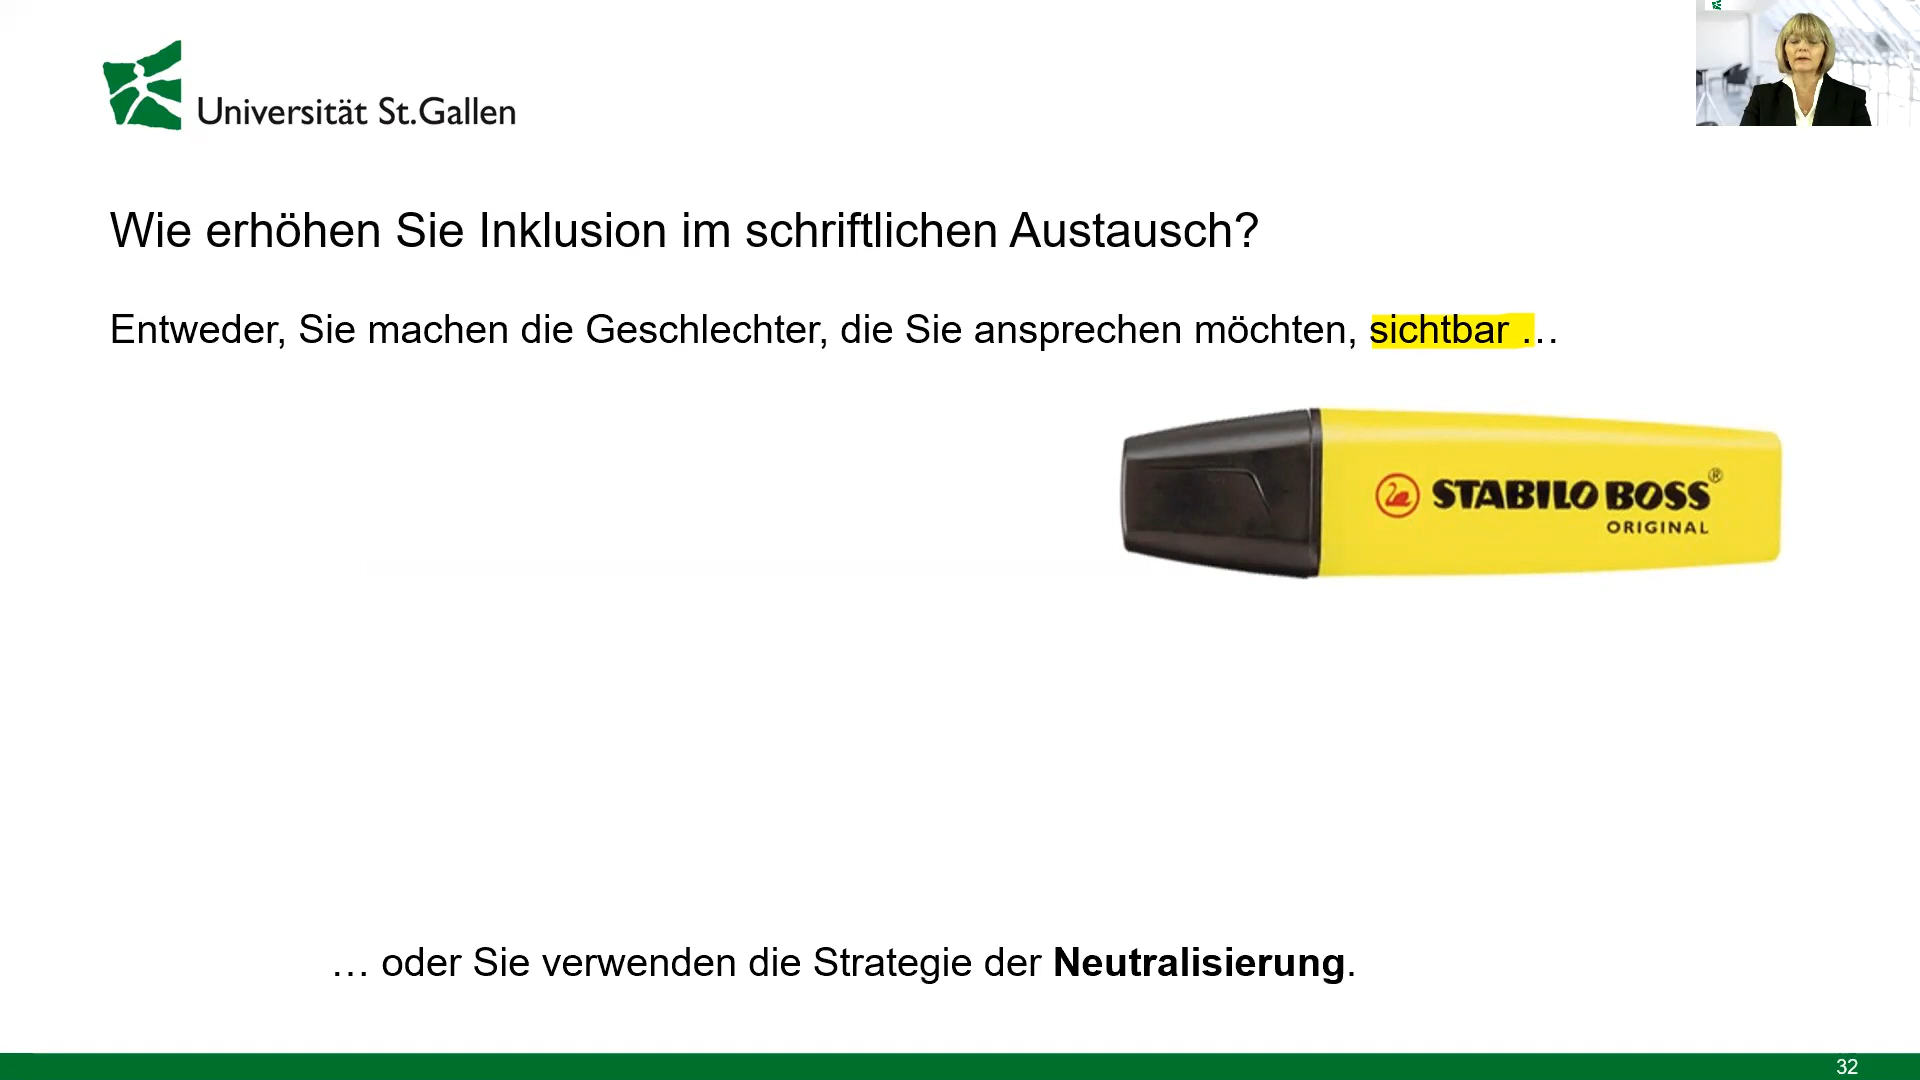 Universität St.Gallen
Wie erhöhen Sie Inklusion im schriftlichen Austausch?
Entweder, Sie machen die Geschlechter, die Sie ansprechen möchten, sichtbar …
STABILO BOSS®
ORIGINAL
… oder Sie verwenden die Strategie der Neutralisierung.
32